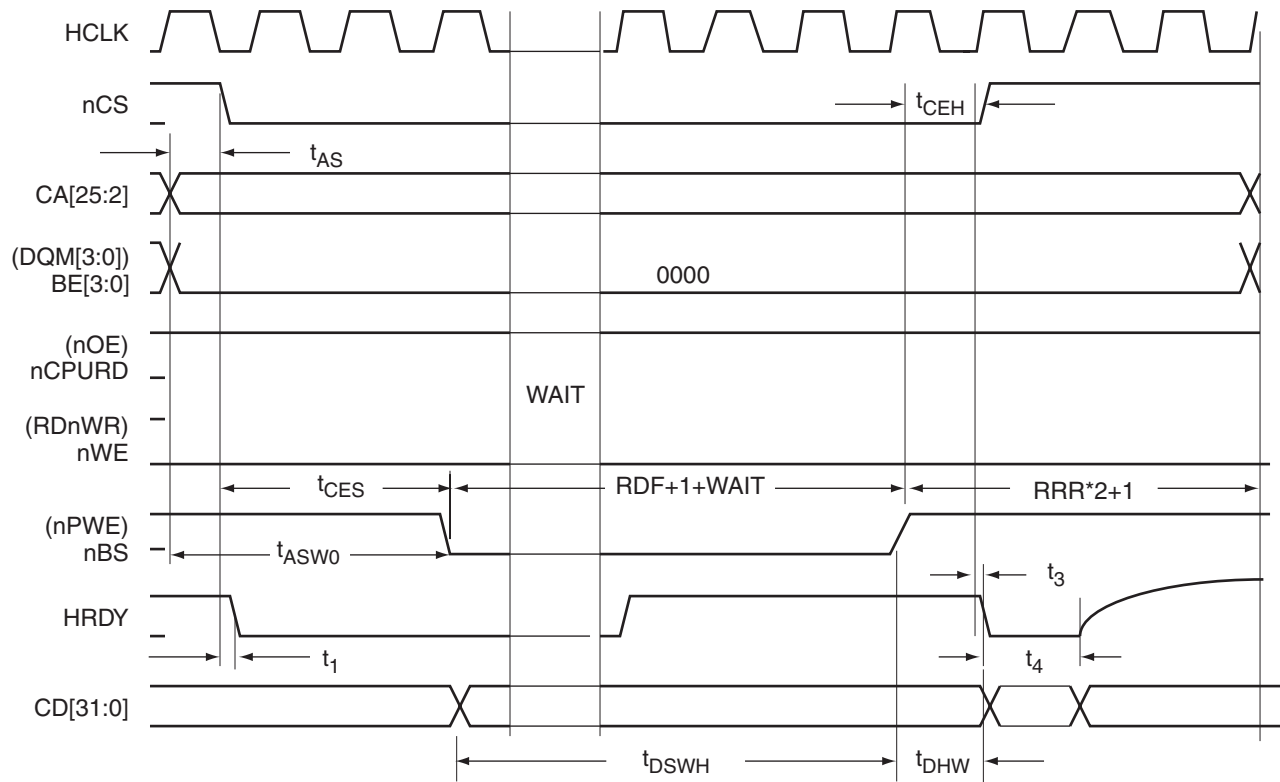 HCLK
nCS
tCEH
tAS
CA[25:2]
(DQM[3:0])
BE[3:0]
0000
(nOE)
nCPURD
WAIT
(RDnWR)
nWE
tCES
RDF+1+WAIT
RRR*2+1
(nPWE)
nBS
tASW0
t3
HRDY
t1
t4
CD[31:0]
tDSWH
tDHW